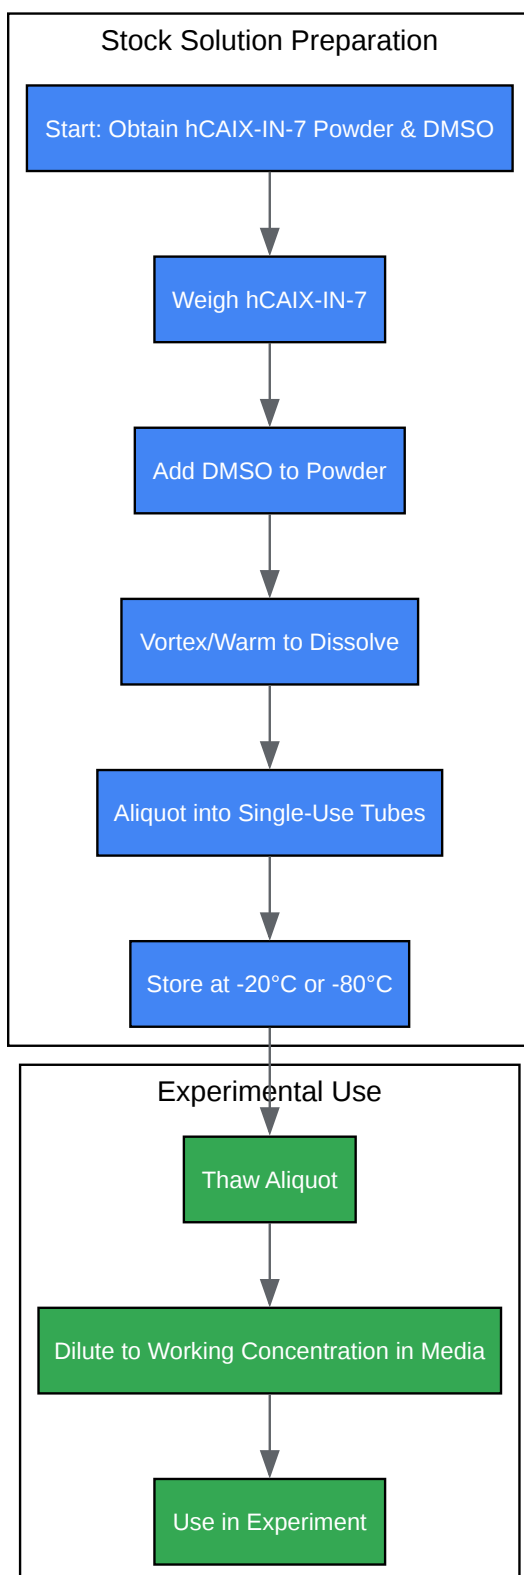 Stock Solution Preparation
Start: Obtain hCAIX-IN-7 Powder & DMSO
Weigh hCAIX-IN-7
Add DMSO to Powder
Vortex/Warm to Dissolve
Aliquot into Single-Use Tubes
Store at -20°C or -80°C
Experimental Use
Thaw Aliquot
Dilute to Working Concentration in Media
Use in Experiment